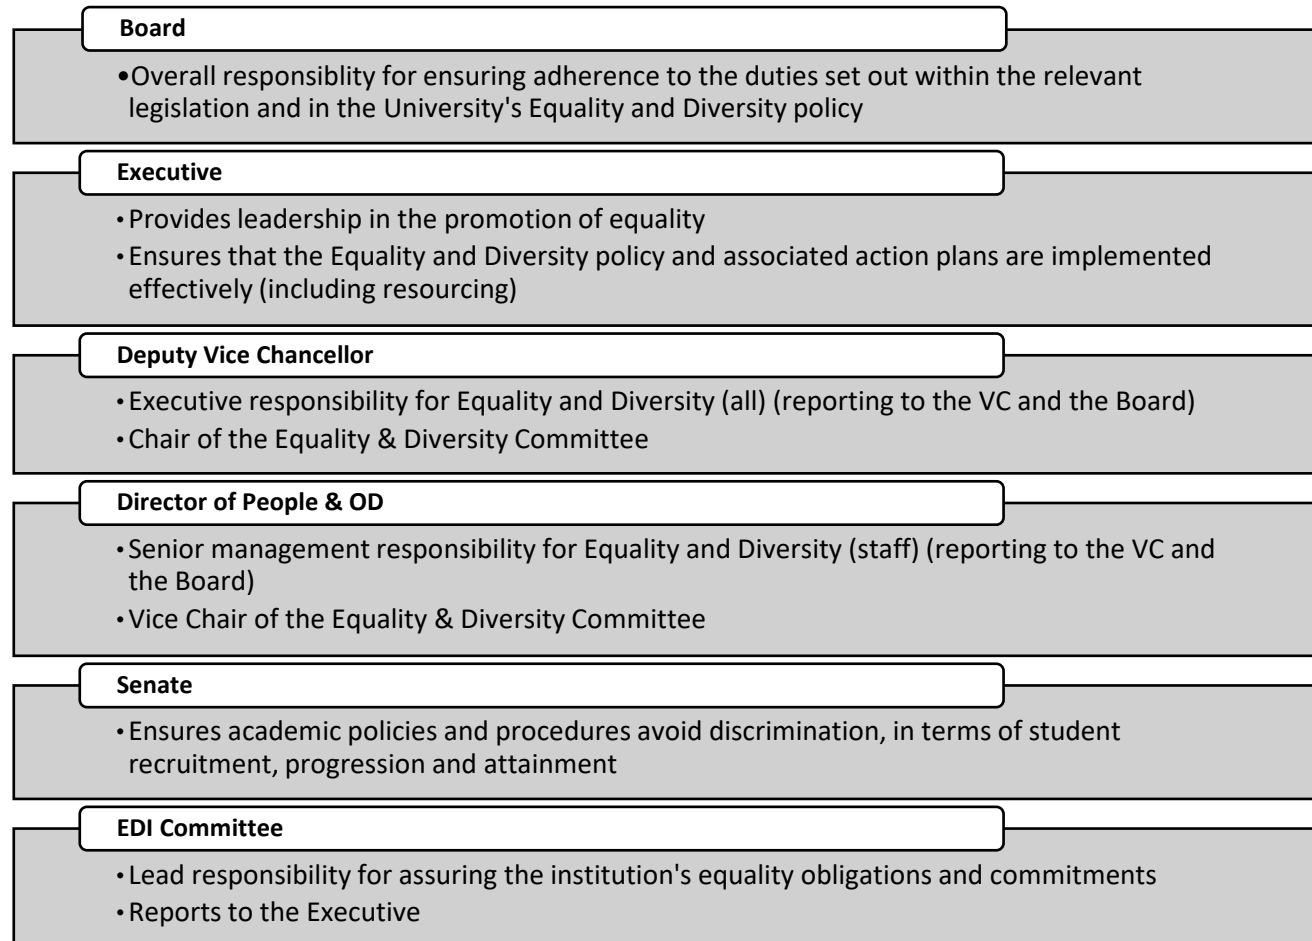 Board
•Overall responsiblity for ensuring adherence to the duties set out within the relevant
legislation and in the University's Equality and Diversity policy
Executive
•Provides leadership in the promotion of equality
•Ensures that the Equality and Diversity policy and associated action plans are implemented
effectively (including resourcing)
Deputy Vice Chancellor
•Executive responsibility for Equality and Diversity (all) (reporting to the VC and the Board)
•Chair of the Equality & Diversity Committee
Director of People & OD
•Senior management responsibility for Equality and Diversity (staff) (reporting to the VC and
the Board)
•Vice Chair of the Equality & Diversity Committee
Senate
•Ensures academic policies and procedures avoid discrimination, in terms of student
recruitment, progression and attainment
EDI Committee
•Lead responsibility for assuring the institution's equality obligations and commitments
•Reports to the Executive